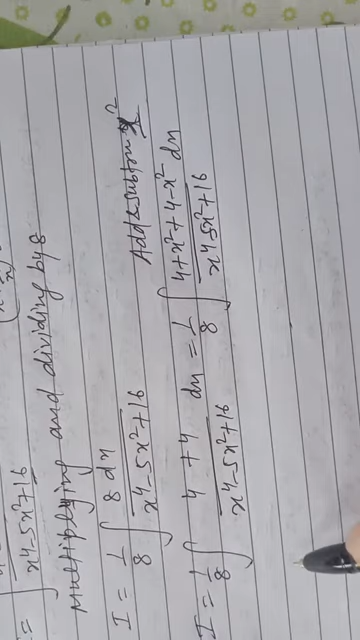 = ∫ / x4-5x²+16
Multiplying and dividing by 8
I = 1/8 ∫ 8 dx / x4-5x²+16 Add & subtract x²
I = 1/8 ∫ 4+4 / x4-5x²+16 dx = 1/8 ∫ 4+x²+4-x² / x4-5x²+16 dx